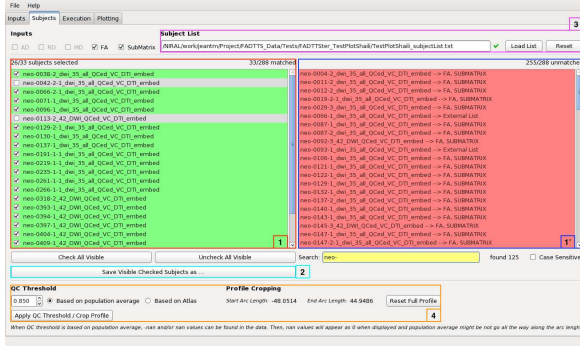 File Help
Inputs Subjects Execution Plotting
3
Inputs
Subject List
AD RD MD FA SubMatrix
/NIRAL/work/jeantm/Project/FADTTS_Data/Tests/FADTTSter_TestPlotShaili/TestPlotShaili_subjectList.txt
Load List Reset
26/33 subjects selected 33/288 matched
255/288 unmatched
neo-0038-2_dwi_35_all_QCed_VC_DTI_embed
neo-0042-2-1_dwi_35_all_QCed_VC_DTI_embed
neo-0066-2-1_dwi_35_all_QCed_VC_DTI_embed
neo-0071-1_dwi_35_all_QCed_VC_DTI_embed
neo-0096-1_dwi_35_all_QCed_VC_DTI_embed
neo-0113-2_42_DWI_QCed_VC_DTI_embed
neo-0129-2-1_dwi_35_all_QCed_VC_DTI_embed
neo-0130-1_dwi_35_all_QCed_VC_DTI_embed
neo-0137-1_dwi_35_all_QCed_VC_DTI_embed
neo-0191-1-1_dwi_35_all_QCed_VC_DTI_embed
neo-0219-1-1_dwi_35_all_QCed_VC_DTI_embed
neo-0235-1-1_dwi_35_all_QCed_VC_DTI_embed
neo-0261-1-1_dwi_35_all_QCed_VC_DTI_embed
neo-0266-1-1_dwi_35_all_QCed_VC_DTI_embed
neo-0318-2_42_DWI_QCed_VC_DTI_embed
neo-0393-1_42_DWI_QCed_VC_DTI_embed
neo-0394-1_42_DWI_QCed_VC_DTI_embed
neo-0397-1_42_DWI_QCed_VC_DTI_embed
neo-0404-1_42_DWI_QCed_VC_DTI_embed
neo-0409-1_42_DWI_QCed_VC_DTI_embed
1
neo-0004-2_dwi_35_all_QCed_VC_DTI_embed --> FA, SUBMATRIX
neo-0011-2_dwi_35_all_QCed_VC_DTI_embed --> FA, SUBMATRIX
neo-0012-2_dwi_35_all_QCed_VC_DTI_embed --> FA, SUBMATRIX
neo-0019-2-1_dwi_35_all_QCed_VC_DTI_embed --> FA, SUBMATRIX
neo-0029-3_dwi_35_all_QCed_VC_DTI_embed --> FA, SUBMATRIX
neo-0066-1_dwi_35_all_QCed_VC_DTI_embed --> External List
neo-0087-1_dwi_35_all_QCed_VC_DTI_embed --> FA, SUBMATRIX
neo-0087-2_dwi_35_all_QCed_VC_DTI_embed --> FA, SUBMATRIX
neo-0092-3_42_DWI_QCed_VC_DTI_embed --> FA, SUBMATRIX
neo-0093-1_dwi_35_all_QCed_VC_DTI_embed --> External List
neo-0106-1_dwi_35_all_QCed_VC_DTI_embed --> FA, SUBMATRIX
neo-0121-1_dwi_35_all_QCed_VC_DTI_embed --> FA, SUBMATRIX
neo-0122-1_dwi_35_all_QCed_VC_DTI_embed --> FA, SUBMATRIX
neo-0129-1_dwi_35_all_QCed_VC_DTI_embed --> FA, SUBMATRIX
neo-0132-1_dwi_35_all_QCed_VC_DTI_embed --> FA, SUBMATRIX
neo-0137-2_dwi_35_all_QCed_VC_DTI_embed --> FA, SUBMATRIX
neo-0140-1_dwi_35_all_QCed_VC_DTI_embed --> FA, SUBMATRIX
neo-0143-1_dwi_35_all_QCed_VC_DTI_embed --> FA, SUBMATRIX
neo-0145-3_42_DWI_QCed_VC_DTI_embed --> FA, SUBMATRIX
neo-0147-1_dwi_35_all_QCed_VC_DTI_embed --> FA, SUBMATRIX
neo-0147-2-1_dwi_35_all_QCed_VC_DTI_embed --> FA, SUBMATRIX
1'
Check All Visible Uncheck All Visible
Search: neo- found 125 Case Sensitive
Save Visible Checked Subjects as ...
2
QC Threshold
Profile Cropping
0.850 Based on population average Based on Atlas
Start Arc Length: -48.0514 End Arc Length: 44.9486 Reset Full Profile
Apply QC Threshold / Crop Profile
4
When QC threshold is based on population average, -nan and/or nan values can be found in the data. Then, nan values will appear as 0 when displayed and population average might be not go all the way along the arc length